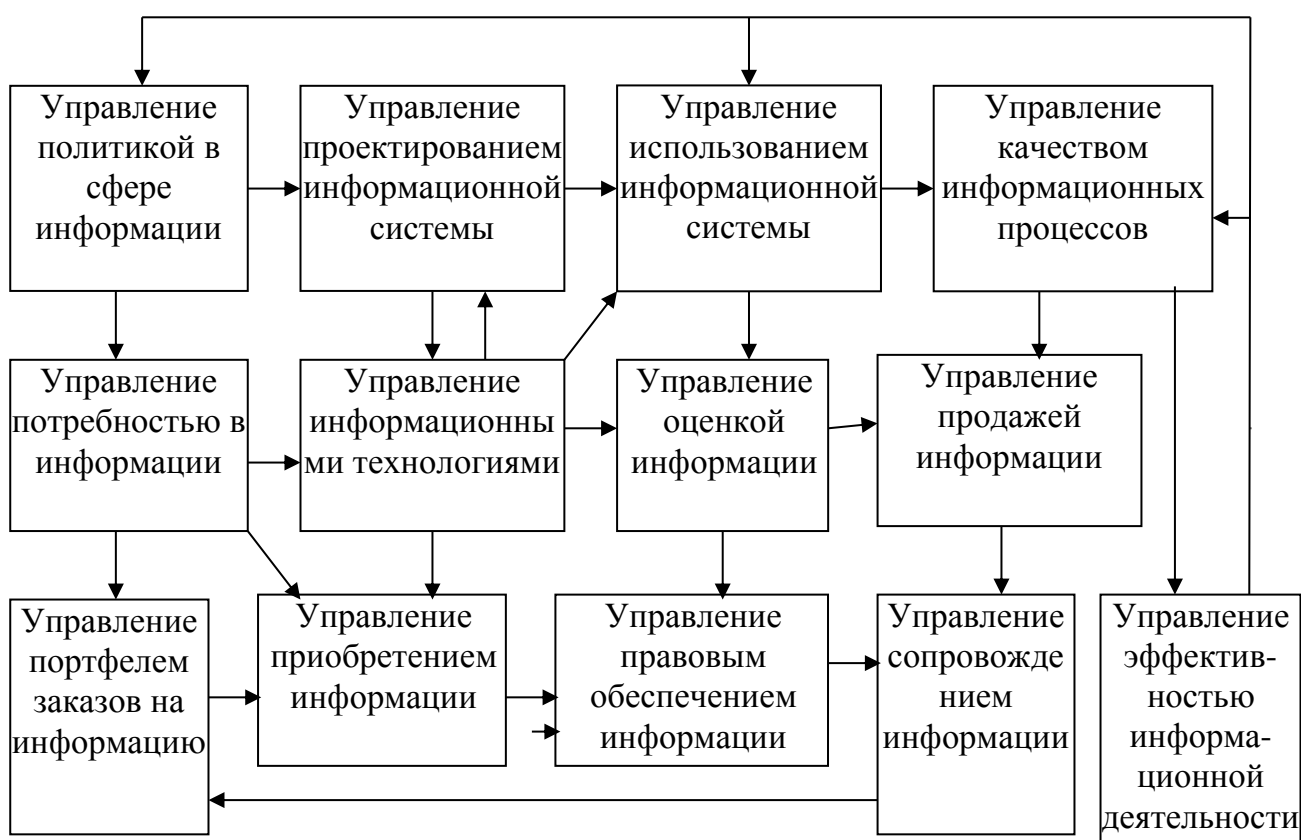 Управление
политикой в
сфере
информации
Управление
проектированием
информационной
системы
Управление
использованием
информационной
системы
Управление
качеством
информационных
процессов
Управление
потребностью в
информации
Управление
информационны
ми технологиями
Управление
оценкой
информации
Управление
продажей
информации
Управление
портфелем
заказов на
информацию
Управление
приобретением
информации
Управление
правовым
обеспечением
информации
Управление
сопровожде
нием
информации
Управление
эффектив-
ностью
информа-
ционной
деятельности